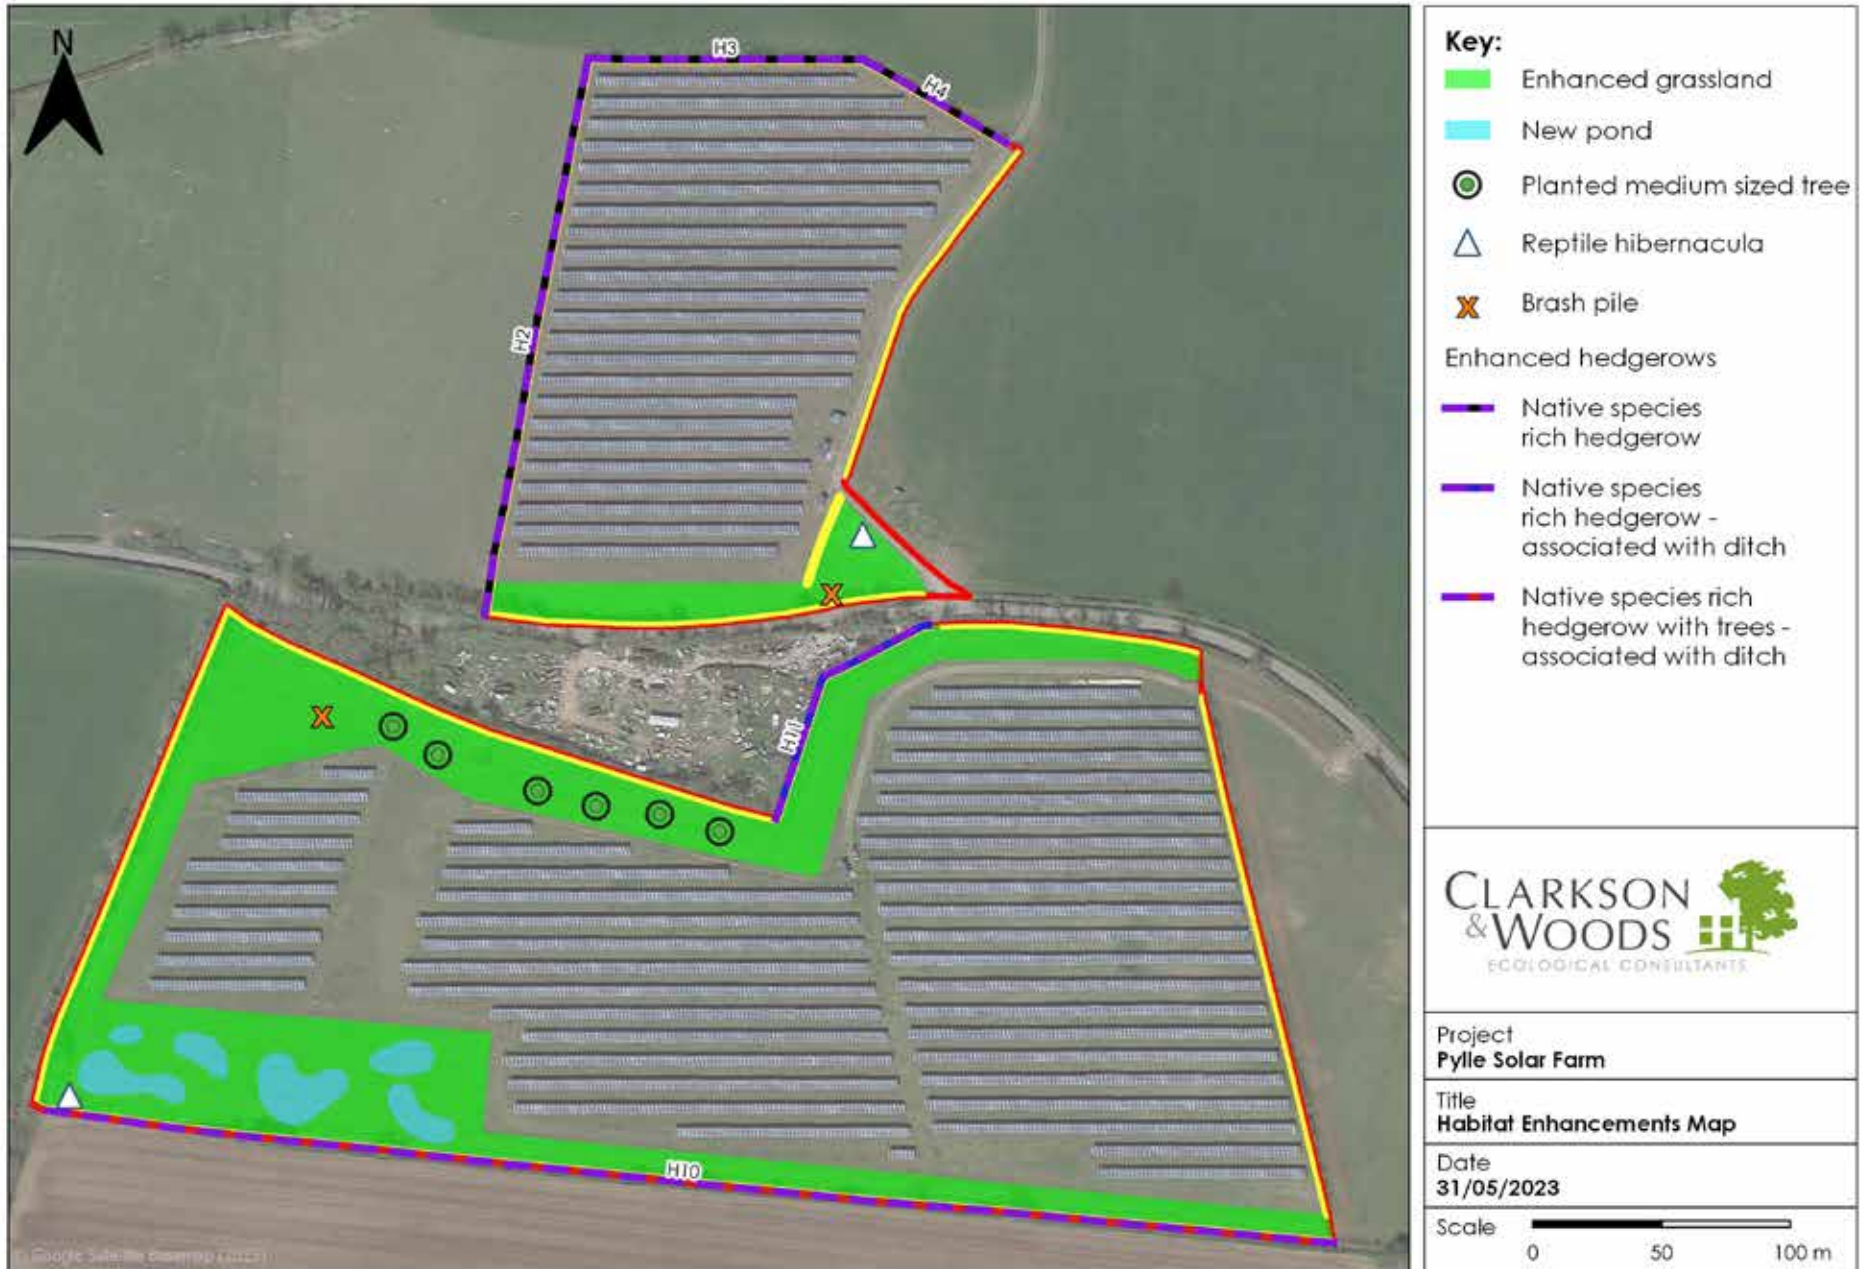 N
H3
H4
H2
H11
H10
Key:
Enhanced grassland
New pond
Planted medium sized tree
Reptile hibernacula
X
Brash pile
Enhanced hedgerows
Native species
rich hedgerow
Native species
rich hedgerow -
associated with ditch
Native species rich
hedgerow with trees -
associated with ditch
X
X
CLARKSON
&WOODS
ECOLOGICAL CONSULTANTS
Project
Pylle Solar Farm
Title
Habitat Enhancements Map
Date
31/05/2023
Scale
0 50 100 m
Google Satellite Basemap